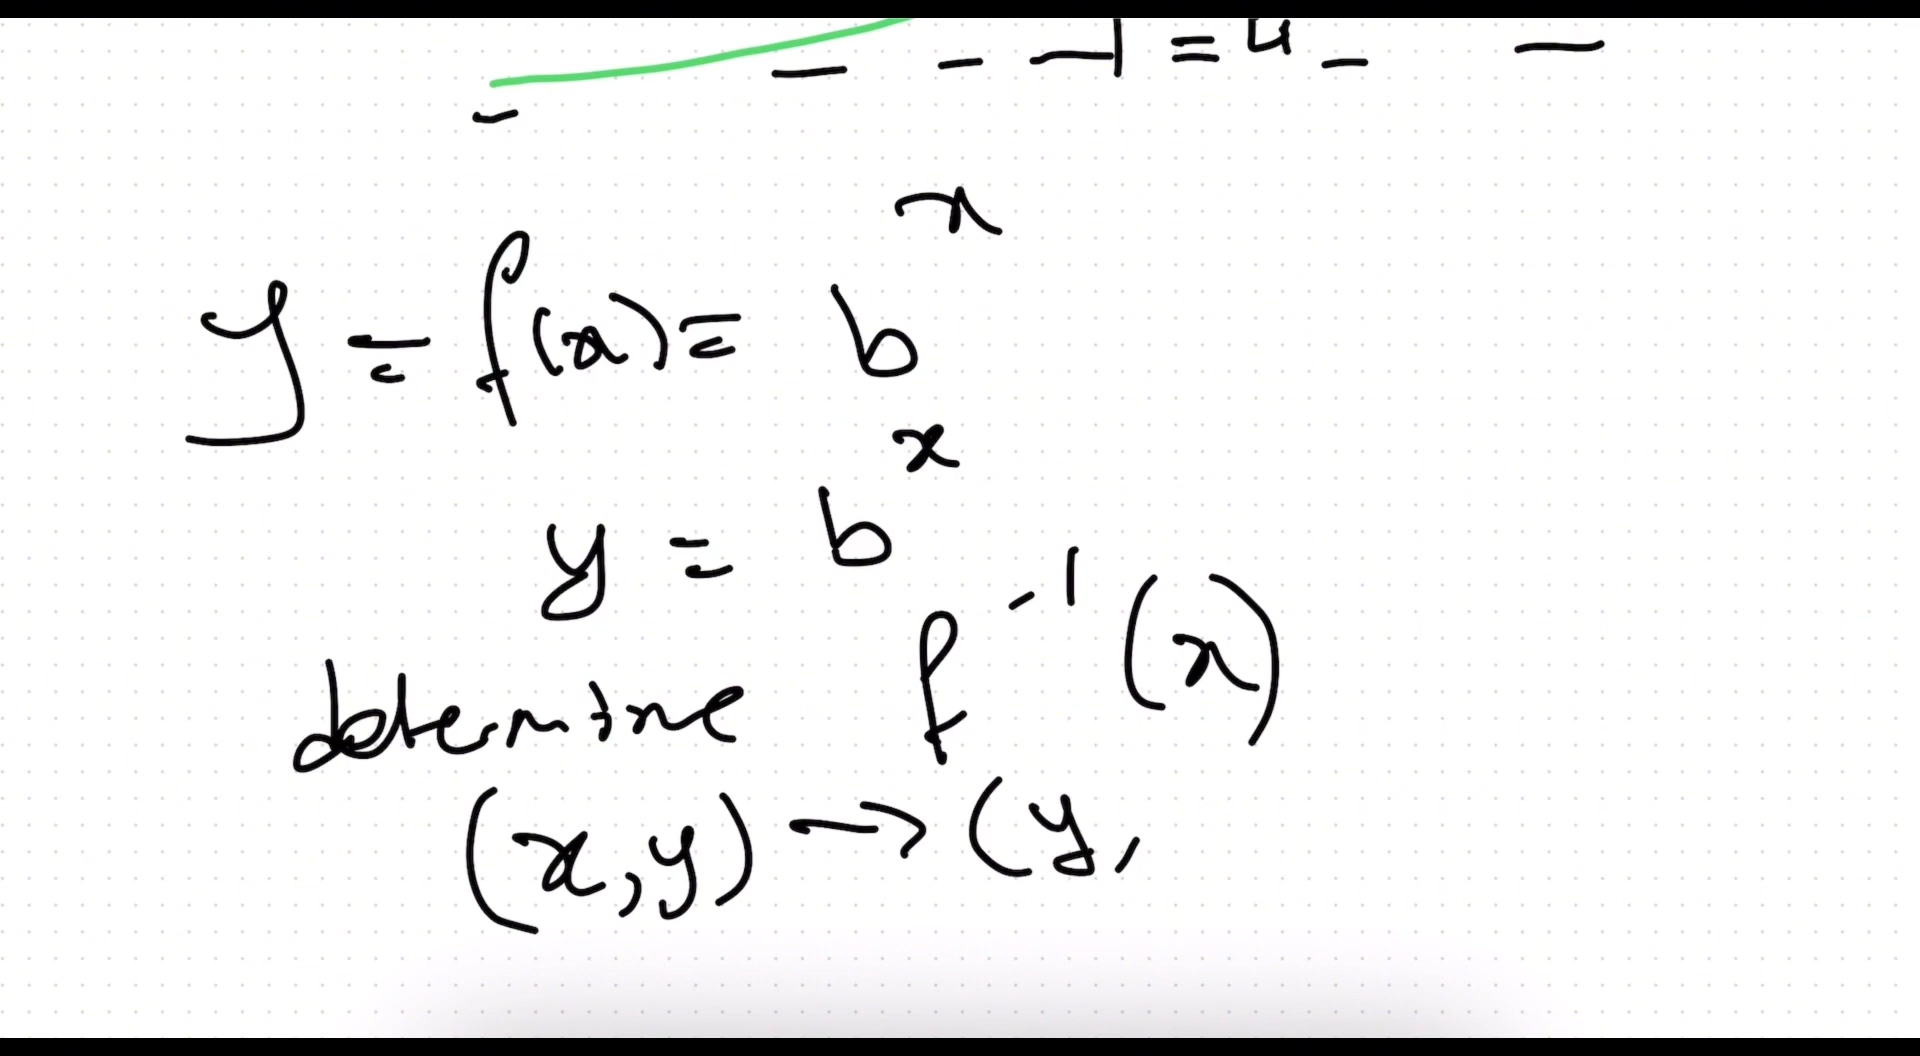 y = f(x) = b^x
y = b^x
determine f^-1 (x)
(x, y) → (y,